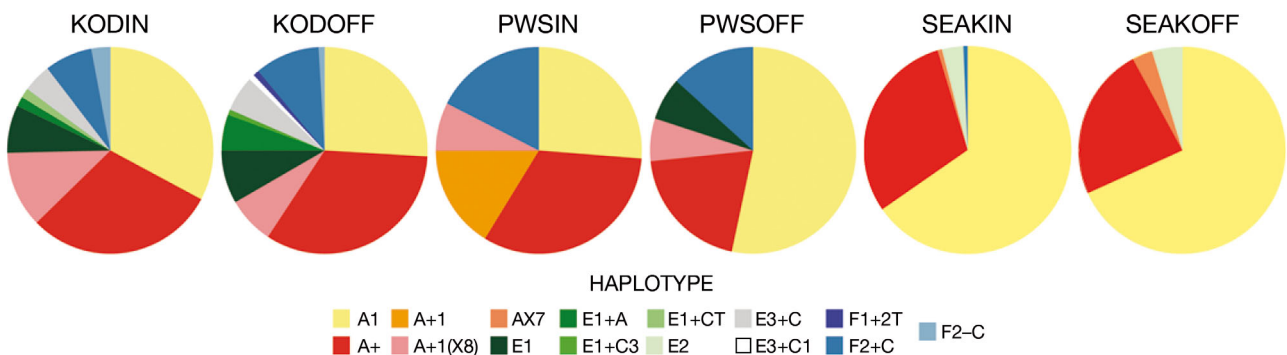 KODIN KODOFF PWSIN PWSOFF SEAKIN SEAKOFF
HAPLOTYPE
A1 A+1 AX7 E1+A E1+CT E3+C F1+2T F2–C
A+ A+1(X8) E1 E1+C3 E2 E3+C1 F2+C